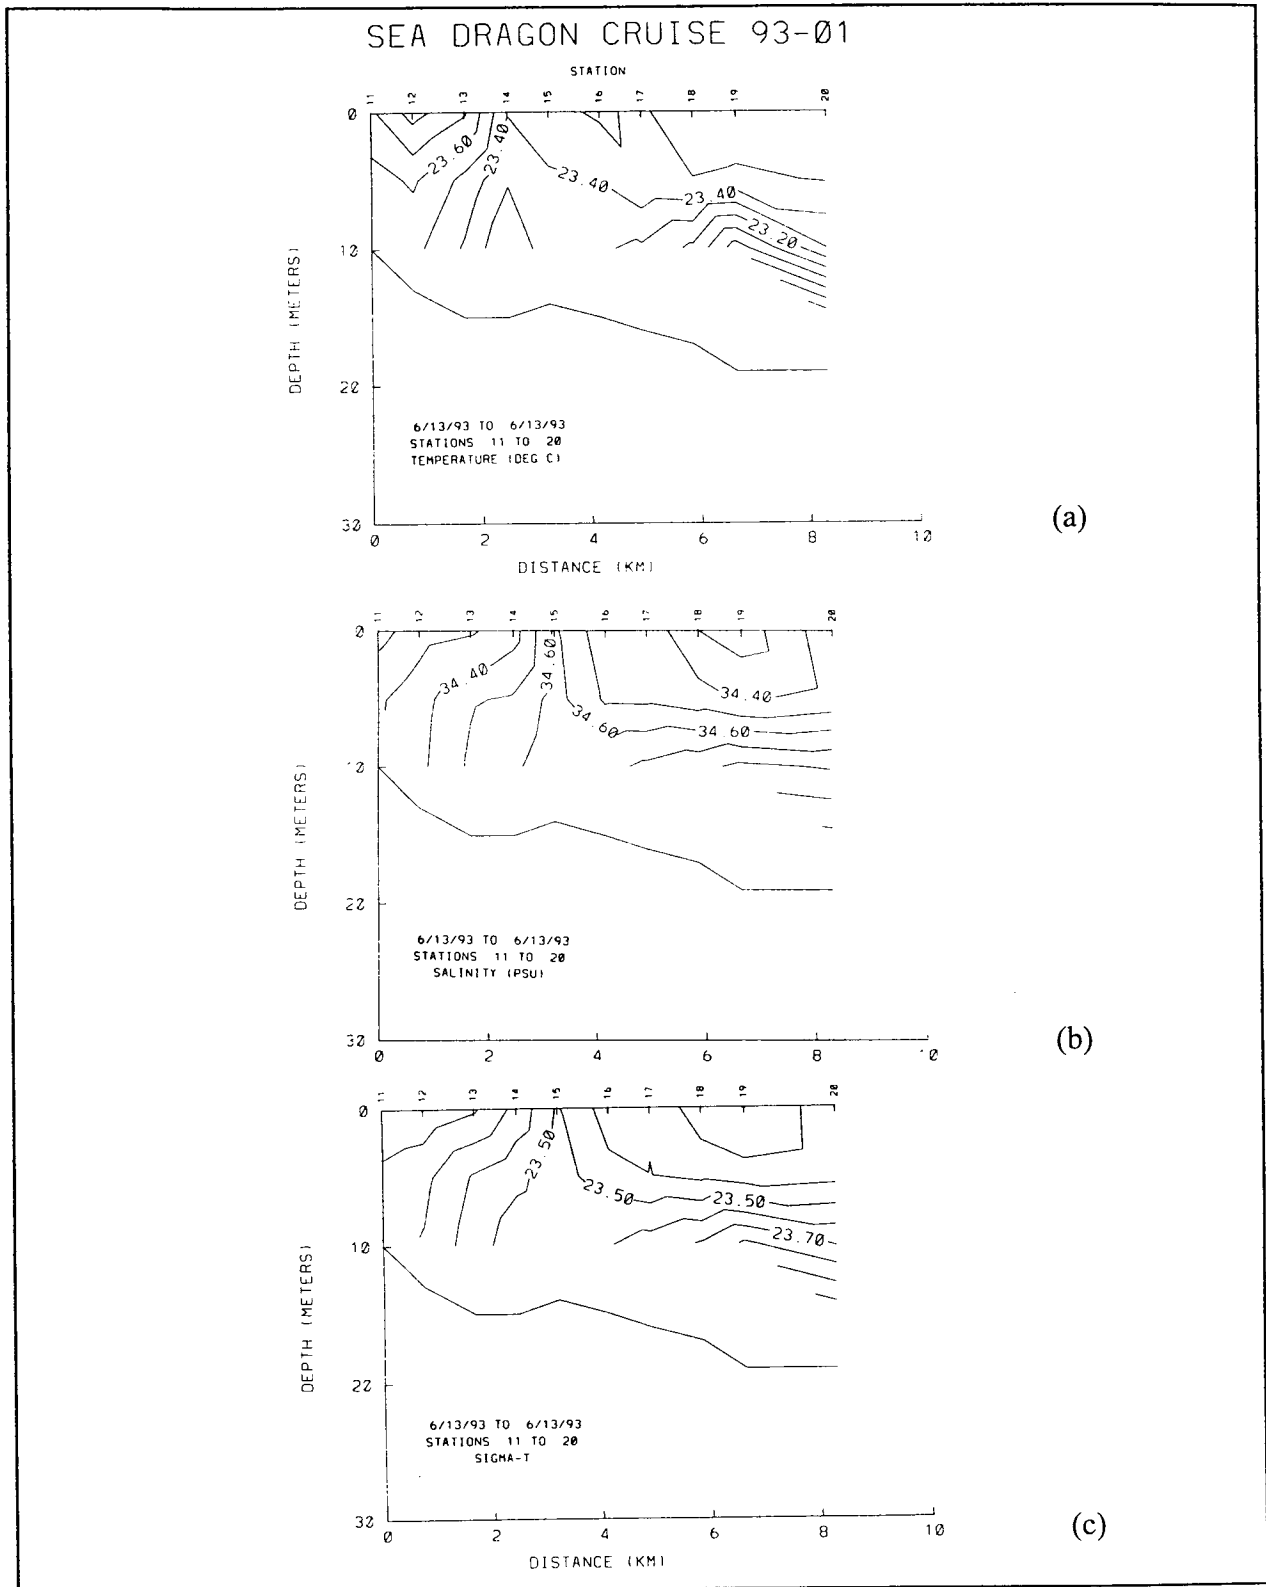 SEA DRAGON CRUISE 93-01
STATION
11 12 13 14 15 16 17 18 19 20
0
10
20
30
DEPTH (METERS)
23.60
23.40
23.40
23.40
23.20
6/13/93 TO 6/13/93
STATIONS 11 TO 20
TEMPERATURE (DEG C)
0 2 4 6 8 10
DISTANCE (KM)
(a)
11 12 13 14 15 16 17 18 19 20
0
10
20
30
DEPTH (METERS)
34.40
34.60
34.60
34.60
34.40
6/13/93 TO 6/13/93
STATIONS 11 TO 20
SALINITY (PSU)
0 2 4 6 8 10
(b)
11 12 13 14 15 16 17 18 19 20
0
10
20
30
DEPTH (METERS)
23.50
23.50
23.50
23.70
6/13/93 TO 6/13/93
STATIONS 11 TO 20
SIGMA-T
0 2 4 6 8 10
DISTANCE (KM)
(c)